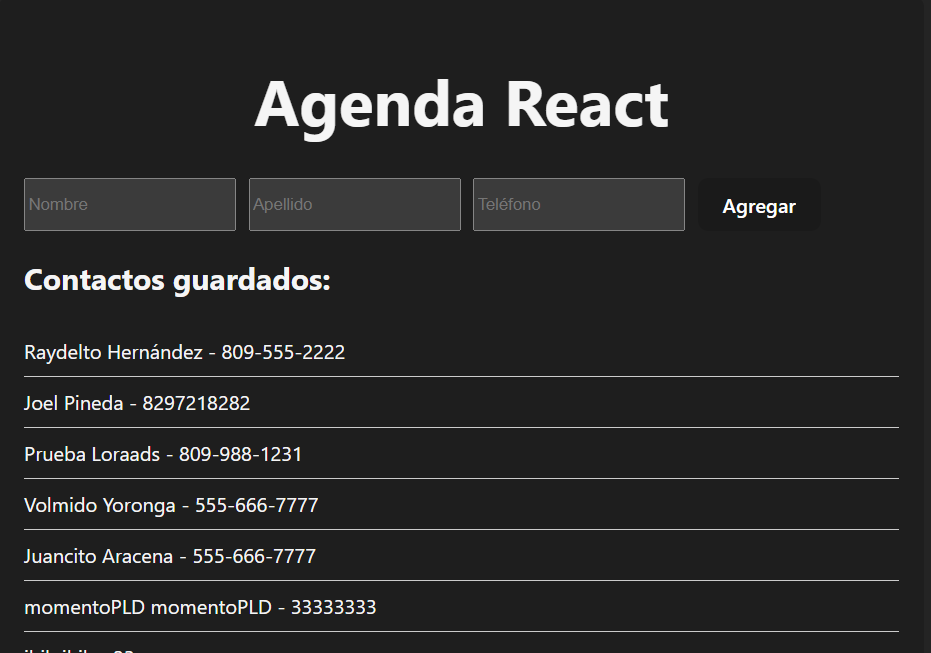 Agenda React
Nombre Apellido Teléfono Agregar
Contactos guardados:
Raydelto Hernández - 809-555-2222
Joel Pineda - 8297218282
Prueba Loraads - 809-988-1231
Volmido Yoronga - 555-666-7777
Juancito Aracena - 555-666-7777
momentoPLD momentoPLD - 33333333